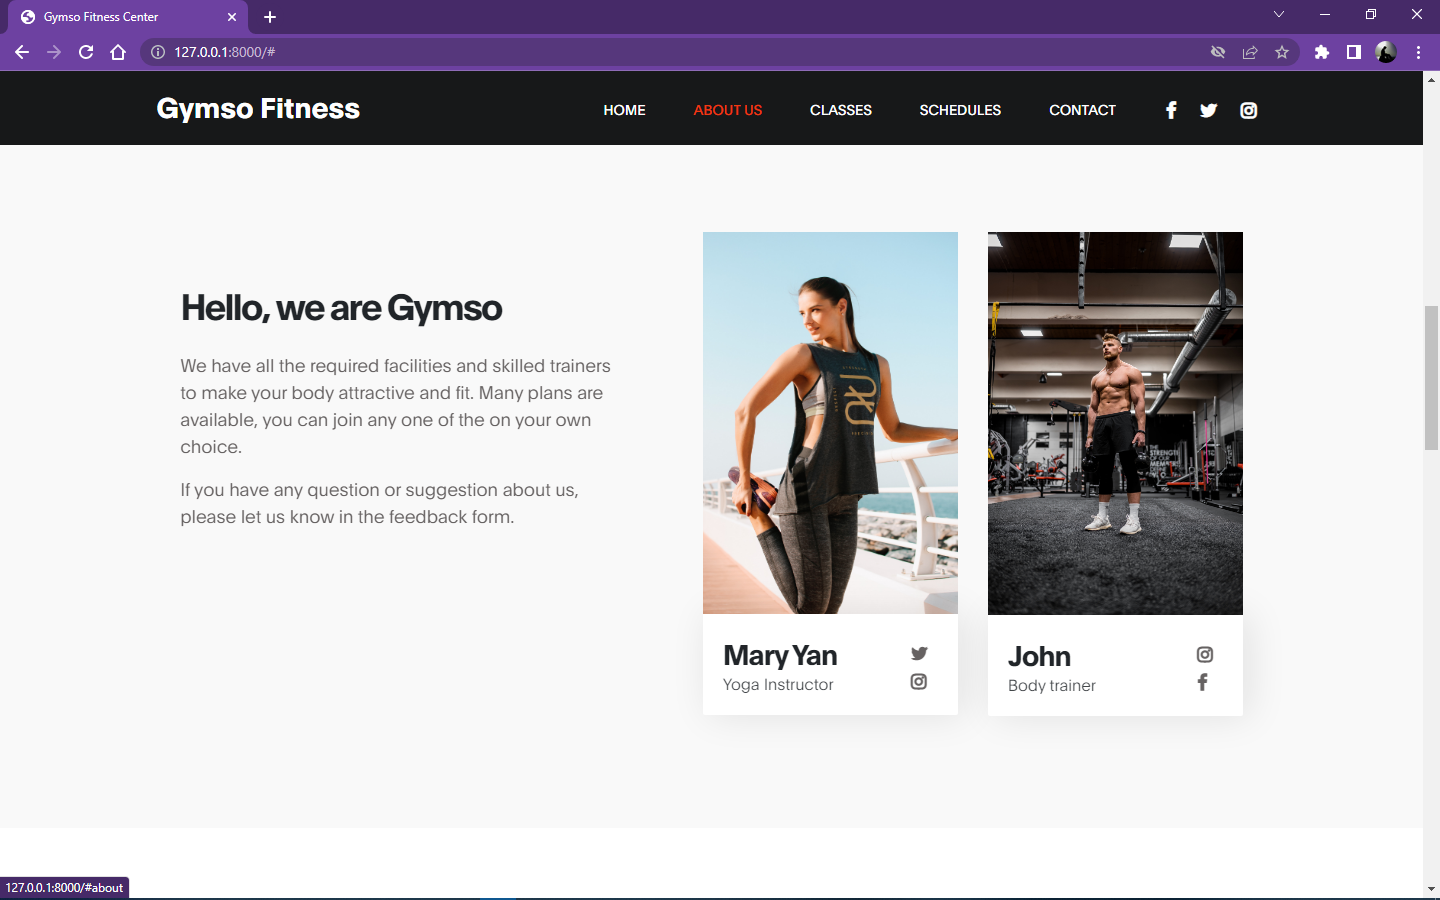 Gymso Fitness Center
127.0.0.1:8000/#
Gymso Fitness
HOME
ABOUT US
CLASSES
SCHEDULES
CONTACT
Hello, we are Gymso
We have all the required facilities and skilled trainers
to make your body attractive and fit. Many plans are
available, you can join any one of the on your own
choice.
If you have any question or suggestion about us,
please let us know in the feedback form.
Mary Yan
Yoga Instructor
John
Body trainer
127.0.0.1:8000/#about